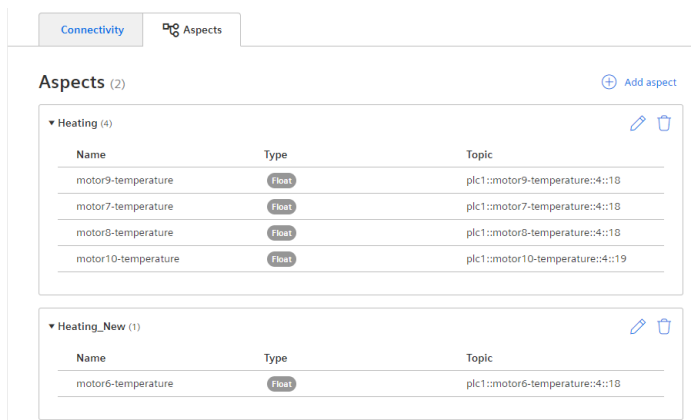 Connectivity Aspects
Aspects (2) Add aspect
Heating (4)
Name Type Topic
motor9-temperature Float plc1::motor9-temperature::4::18
motor7-temperature Float plc1::motor7-temperature::4::18
motor8-temperature Float plc1::motor8-temperature::4::18
motor10-temperature Float plc1::motor10-temperature::4::19
Heating_New (1)
Name Type Topic
motor6-temperature Float plc1::motor6-temperature::4::18